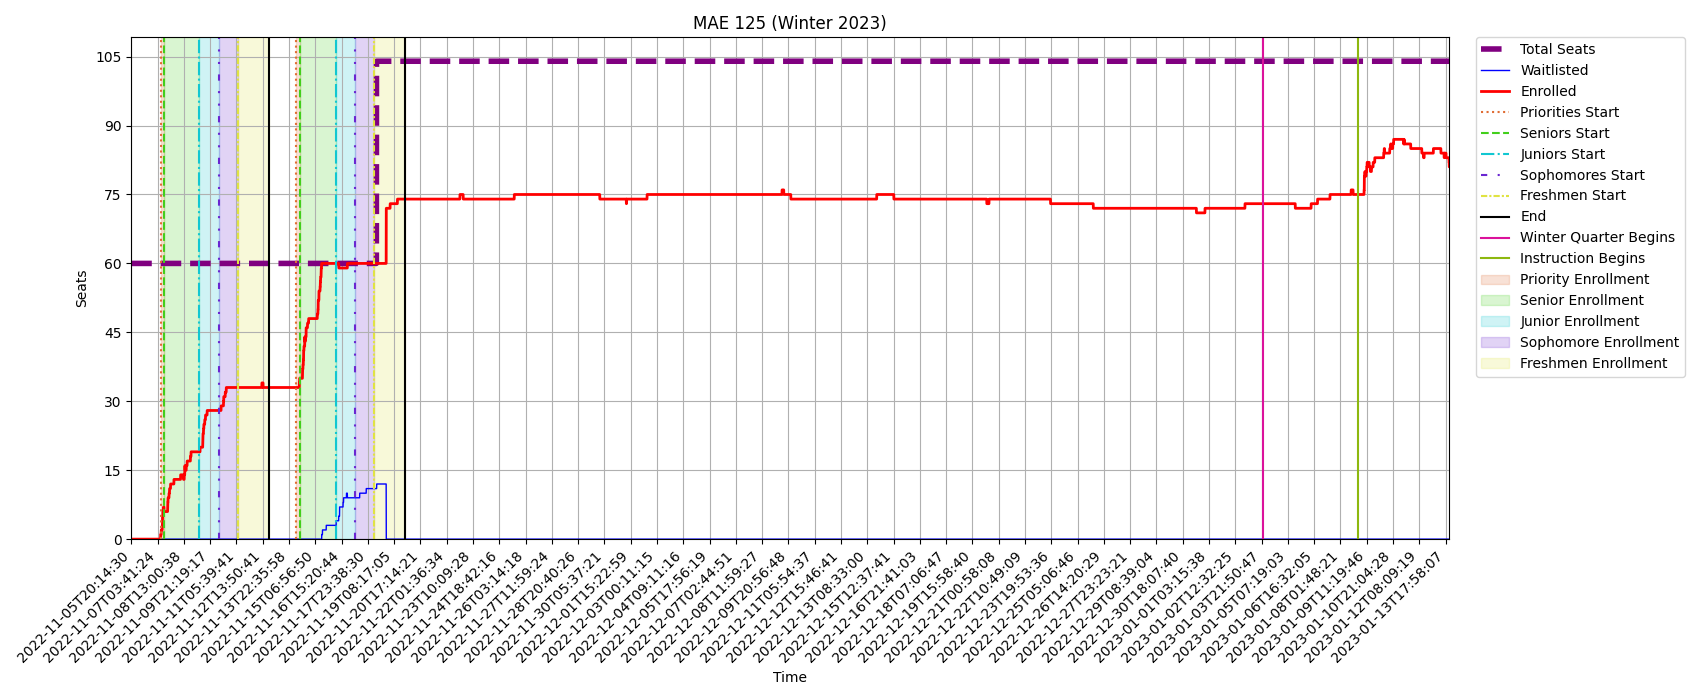 MAE 125 (Winter 2023)
105
90
75
60
45
30
15
0
Seats
2022-11-05T20:14:30
2022-11-07T03:41:24
2022-11-08T13:00:38
2022-11-09T21:19:17
2022-11-11T05:39:41
2022-11-12T13:50:41
2022-11-13T22:35:58
2022-11-15T06:56:50
2022-11-16T15:20:44
2022-11-17T23:38:30
2022-11-19T08:17:05
2022-11-20T17:14:21
2022-11-22T01:36:34
2022-11-23T10:09:28
2022-11-24T18:42:16
2022-11-26T03:14:18
2022-11-27T11:59:24
2022-11-28T20:40:26
2022-11-30T05:37:21
2022-12-01T15:22:59
2022-12-03T00:11:15
2022-12-04T09:11:16
2022-12-05T17:56:19
2022-12-07T02:44:51
2022-12-08T11:59:27
2022-12-09T20:56:48
2022-12-11T05:54:37
2022-12-12T15:46:41
2022-12-13T08:33:00
2022-12-16T21:41:03
2022-12-18T07:06:47
2022-12-19T15:58:40
2022-12-21T00:58:08
2022-12-22T10:49:09
2022-12-23T19:53:36
2022-12-25T05:06:46
2022-12-26T14:20:29
2022-12-27T23:23:21
2022-12-29T08:39:04
2022-12-30T18:07:40
2023-01-01T03:15:38
2023-01-02T12:32:25
2023-01-03T21:50:47
2023-01-05T07:19:03
2023-01-06T16:32:05
2023-01-08T01:48:21
2023-01-09T11:19:46
2023-01-10T21:04:28
2023-01-12T08:09:19
2023-01-13T17:58:07
Time
Total Seats
Waitlisted
Enrolled
Priorities Start
Seniors Start
Juniors Start
Sophomores Start
Freshmen Start
End
Winter Quarter Begins
Instruction Begins
Priority Enrollment
Senior Enrollment
Junior Enrollment
Sophomore Enrollment
Freshmen Enrollment